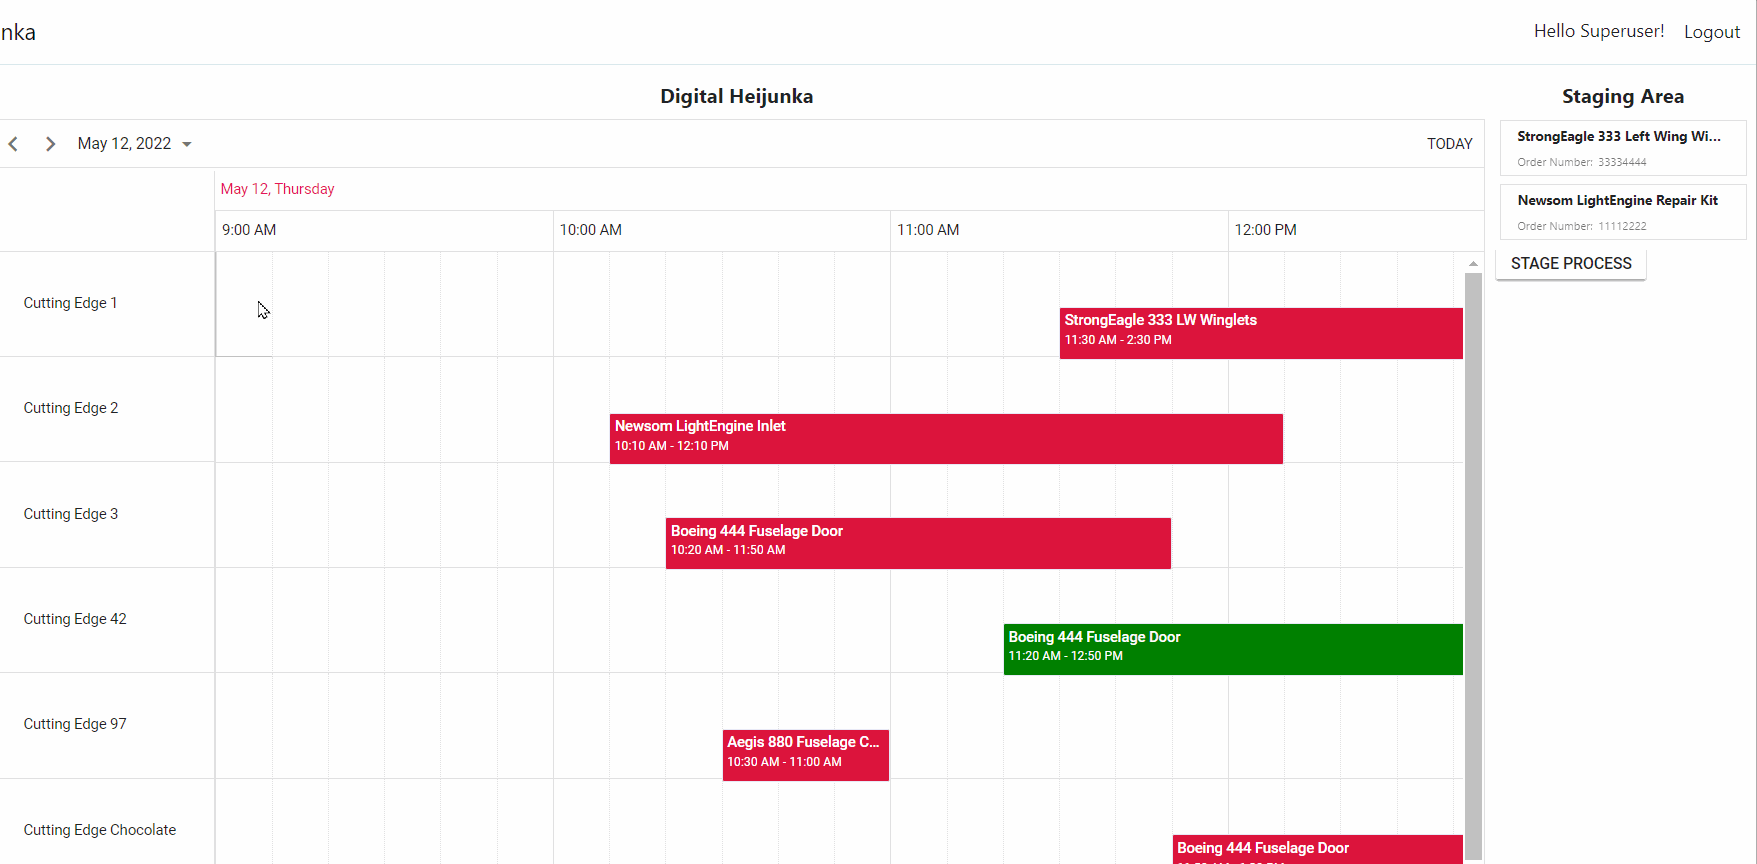 nka
Hello Superuser! Logout
Digital Heijunka
Staging Area
May 12, 2022
TODAY
StrongEagle 333 Left Wing Wi...
Order Number: 33334444
Newsom LightEngine Repair Kit
Order Number: 11112222
STAGE PROCESS
May 12, Thursday
9:00 AM 10:00 AM 11:00 AM 12:00 PM
Cutting Edge 1
StrongEagle 333 LW Winglets
11:30 AM - 2:30 PM
Cutting Edge 2
Newsom LightEngine Inlet
10:10 AM - 12:10 PM
Cutting Edge 3
Boeing 444 Fuselage Door
10:20 AM - 11:50 AM
Cutting Edge 42
Boeing 444 Fuselage Door
11:20 AM - 12:50 PM
Cutting Edge 97
Aegis 880 Fuselage C...
10:30 AM - 11:00 AM
Cutting Edge Chocolate
Boeing 444 Fuselage Door